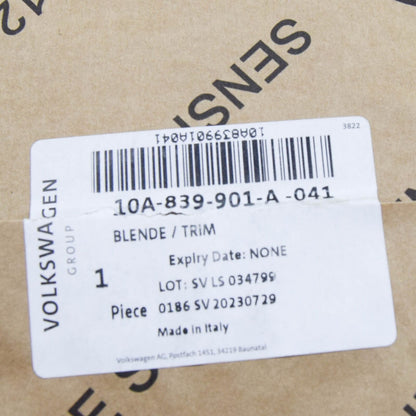 SENSI
10A839901A041
3822
VOLKSWAGEN
GROUP
10A-839-901-A -041
BLENDE / TRIM
Expiry Date: NONE
LOT: SV LS 034799
1
Piece 0186 SV 20230729
Made in Italy
Volkswagen AG, Postfach 1451, 34219 Baunatal